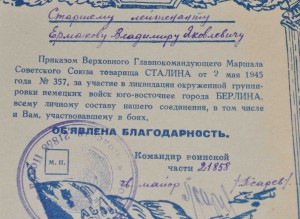 Старшему лейтенанту
Ермакову Владимиру Яковлевичу
Приказом Верховного Главнокомандующего Маршала
Советского Союза товарища СТАЛИНА от 2 мая 1945
года № 357, за участие в ликвидации окруженной группи-
ровки немецких войск юго-восточнее города БЕРЛИНА,
всему личному составу нашего соединения, в том числе
и Вам, участвовавшему в боях,
ОБЪЯВЛЕНА БЛАГОДАРНОСТЬ.
М. П.
Командир воинской
части 21858
гв. майор